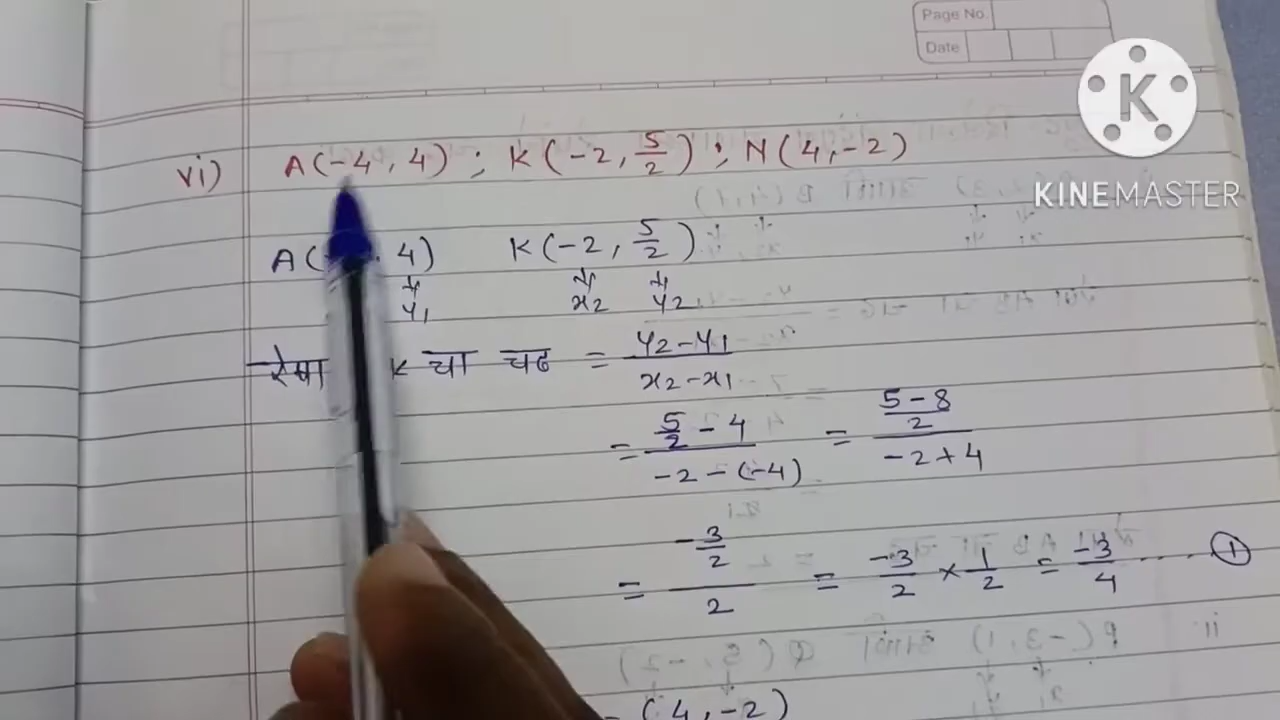 Page No.
Date
K
KINEMASTER
vi) A(-4, 4) ; K(-2, 5/2) ; N(4, -2)
A( , 4) K(-2, 5/2)
y1 x2 y2
रेषा K चा चढ = y2-y1 / x2-x1
= 5/2 - 4 / -2-(-4) = 5-8/2 / -2+4
= -3/2 / 2 = -3/2 × 1/2 = -3/4 ..... ①
(4, -2)